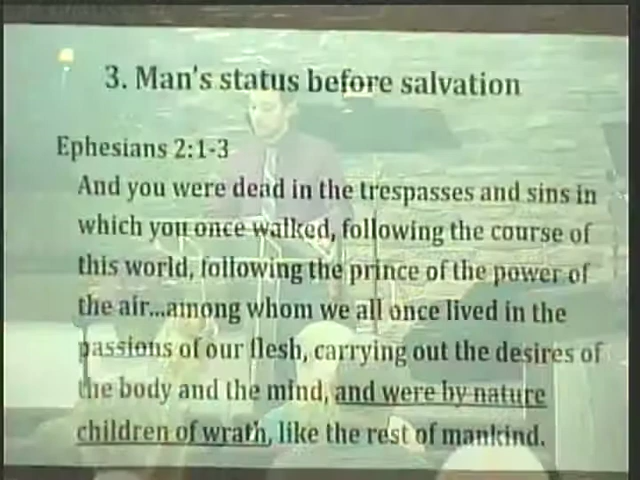 3. Man's status before salvation
Ephesians 2:1-3
And you were dead in the trespasses and sins in
which you once walked, following the course of
this world, following the prince of the power of
the air...among whom we all once lived in the
passions of our flesh, carrying out the desires of
the body and the mind, and were by nature
children of wrath, like the rest of mankind.